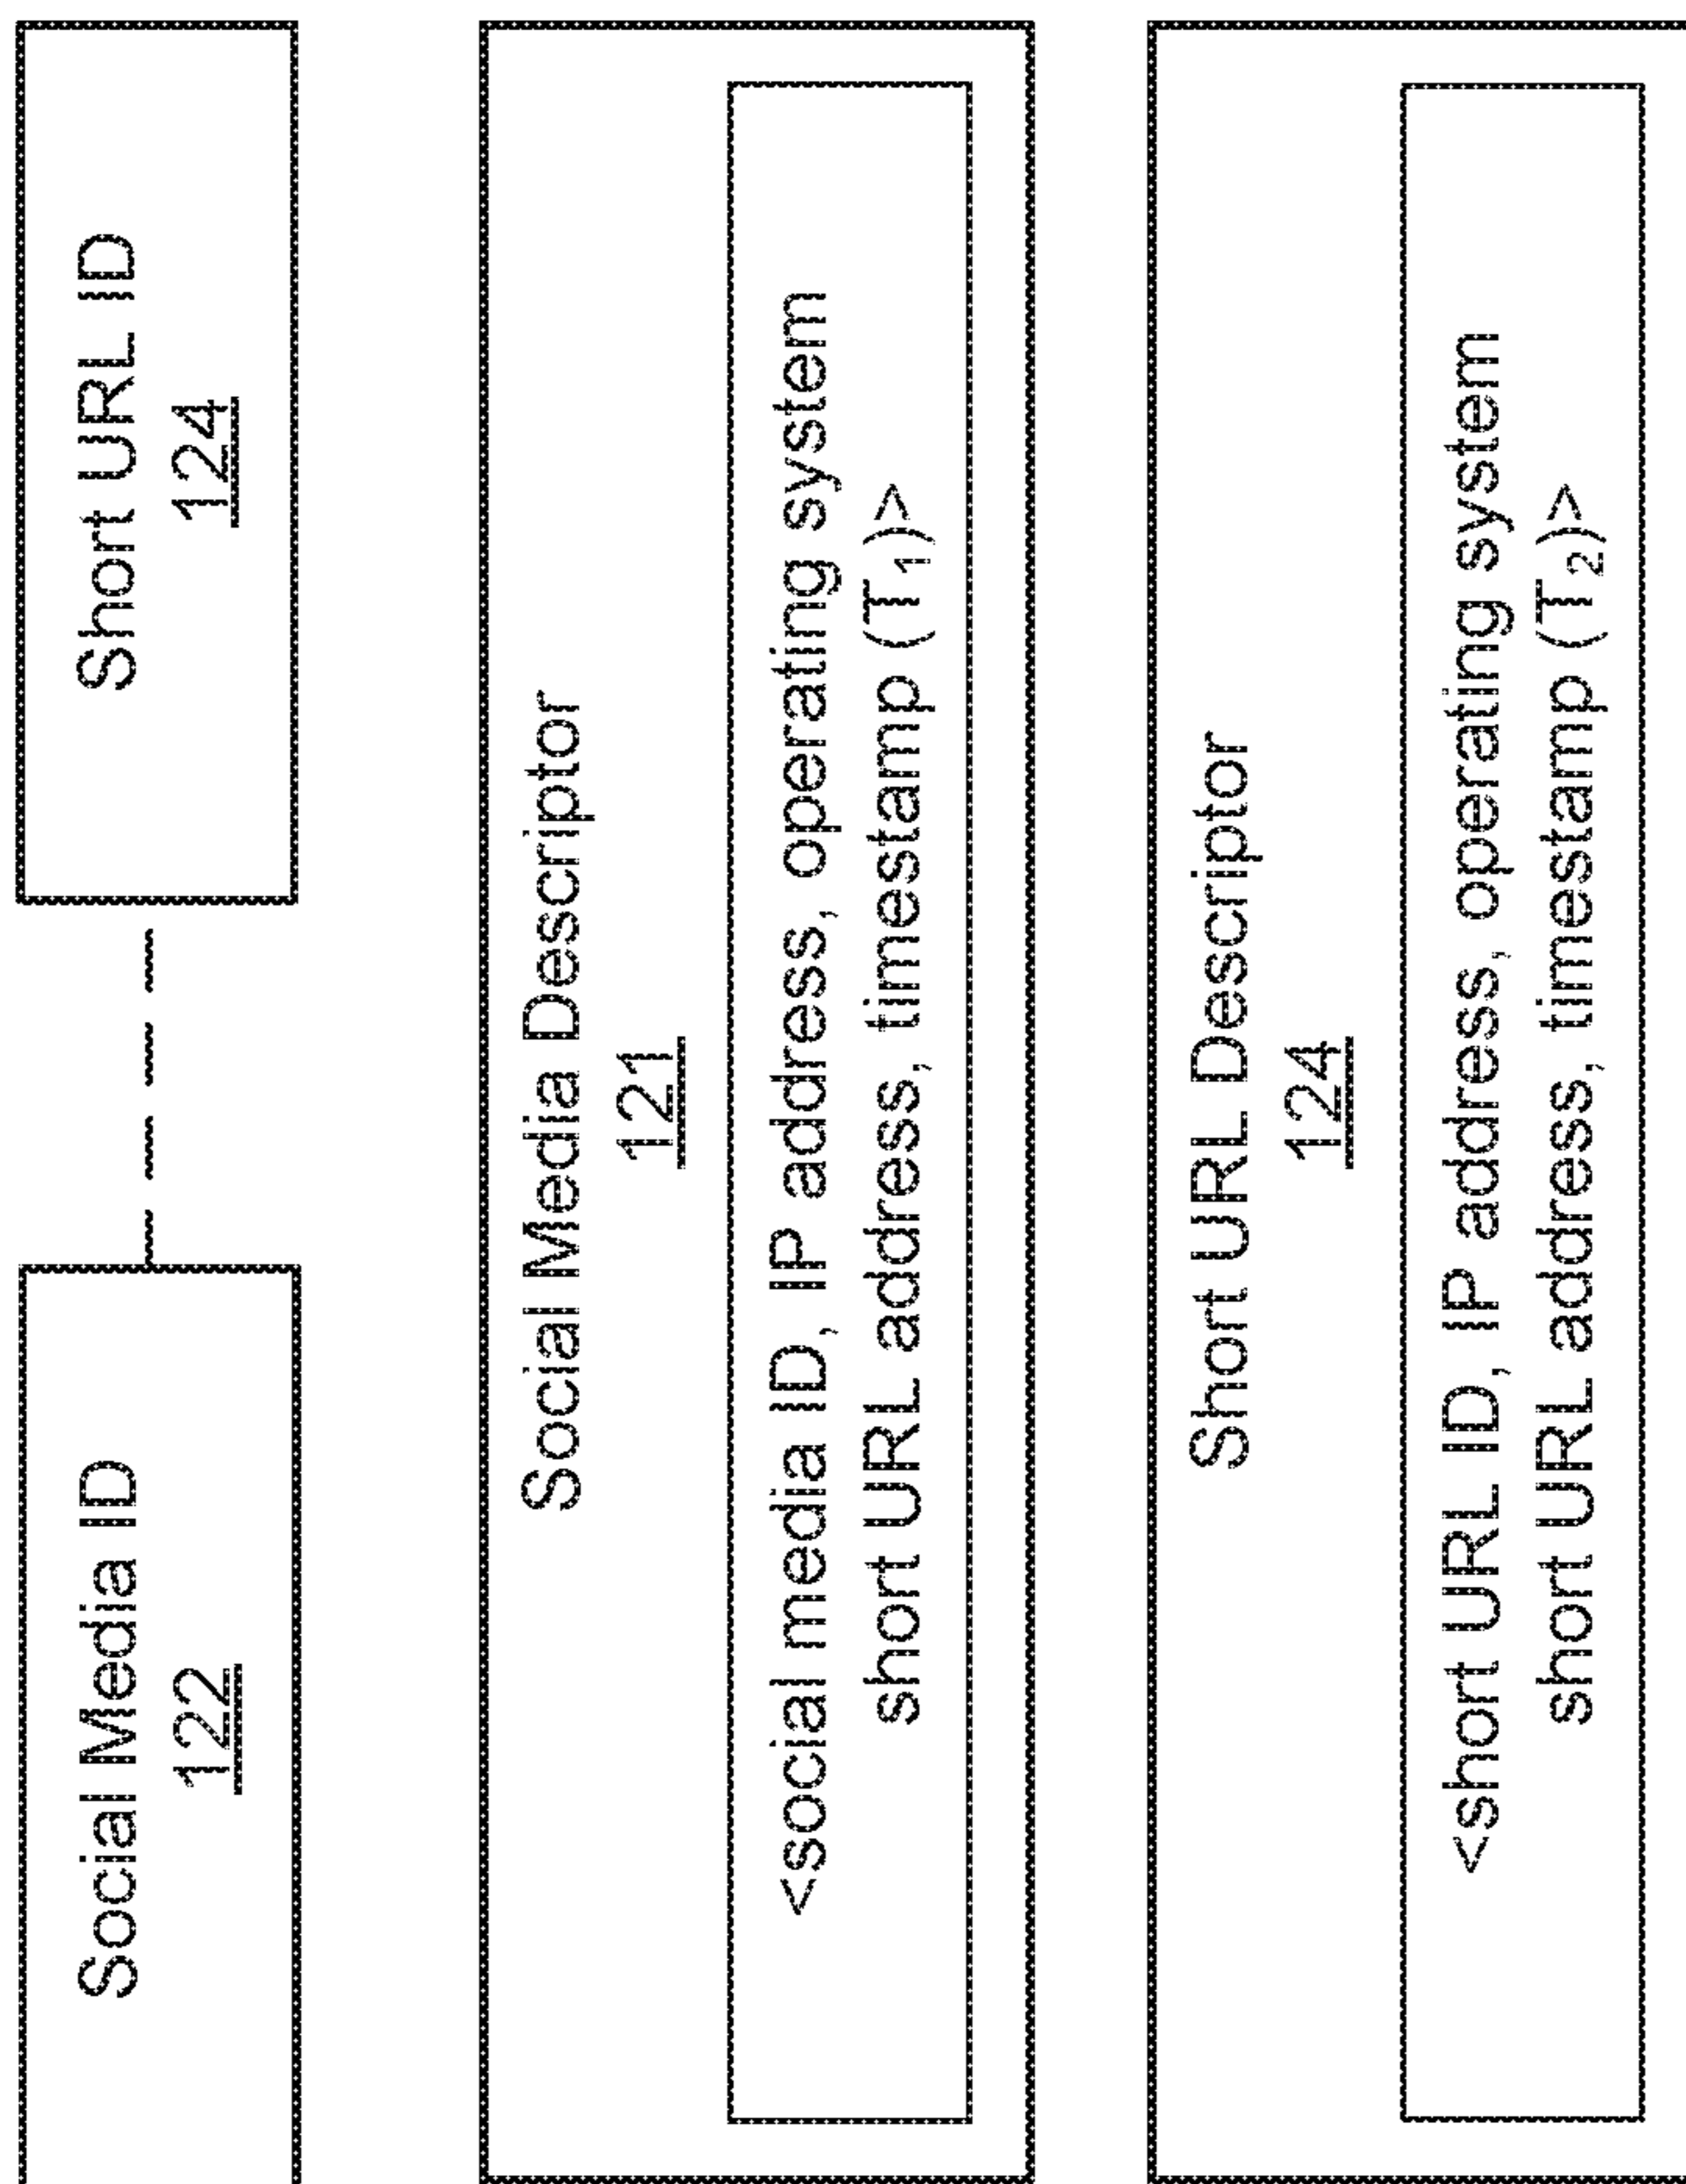 Social Media ID
122
Short URL ID
124
Social Media Descriptor
121
<social media ID, IP address, operating system
short URL address, timestamp (T₁)>
Short URL Descriptor
124
<short URL ID, IP address, operating system
short URL address, timestamp (T₂)>